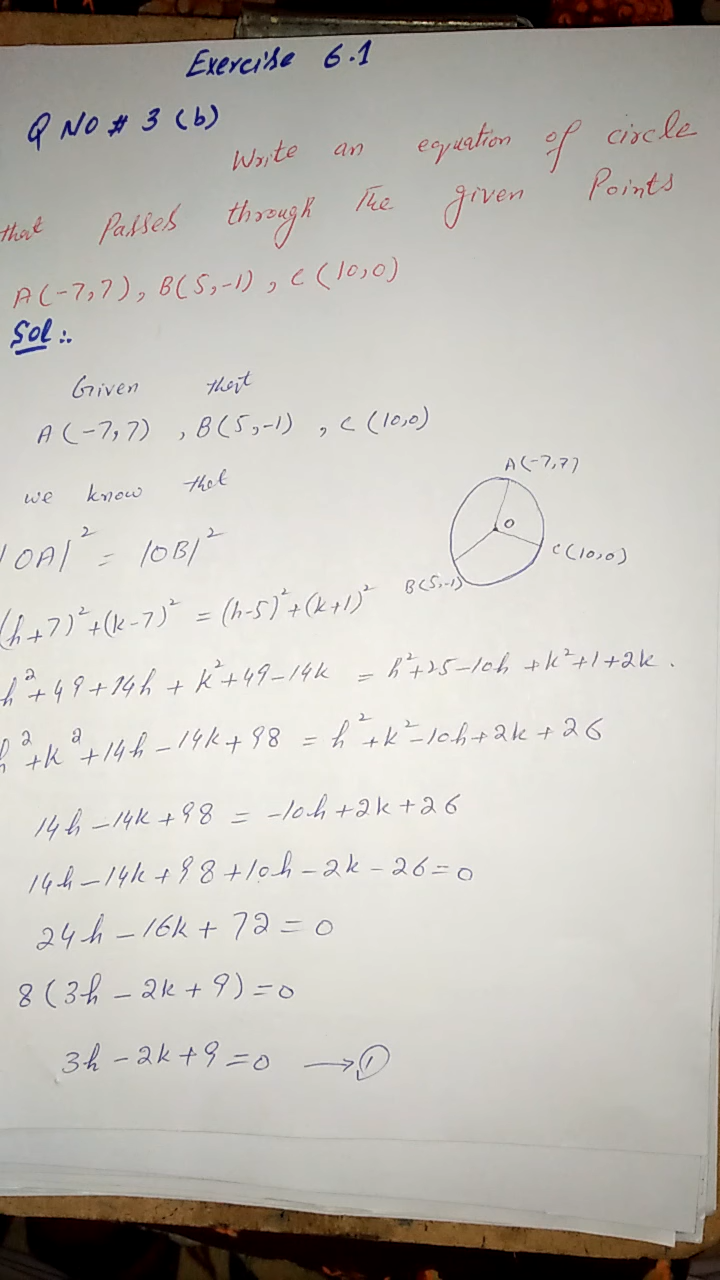 Exercise 6.1
Q NO # 3 (b)
Write an equation of circle
that Passes through The given Points
A(-7,7), B(5,-1), C(10,0)
Sol :.
Given that
A(-7,7), B(5,-1), C(10,0)
we know that
A(-7,7)
O
C(10,0)
B(5,-1)
|OA|² = |OB|²
(h+7)²+(k-7)² = (h-5)²+(k+1)²
h²+49+14h+k²+49-14k = h²+25-10h+k²+1+2k.
h²+k²+14h-14k+98 = h²+k²-10h+2k+26
14h-14k+98 = -10h+2k+26
14h-14k+98+10h-2k-26=0
24h-16k+72=0
8(3h-2k+9)=0
3h-2k+9=0 →①